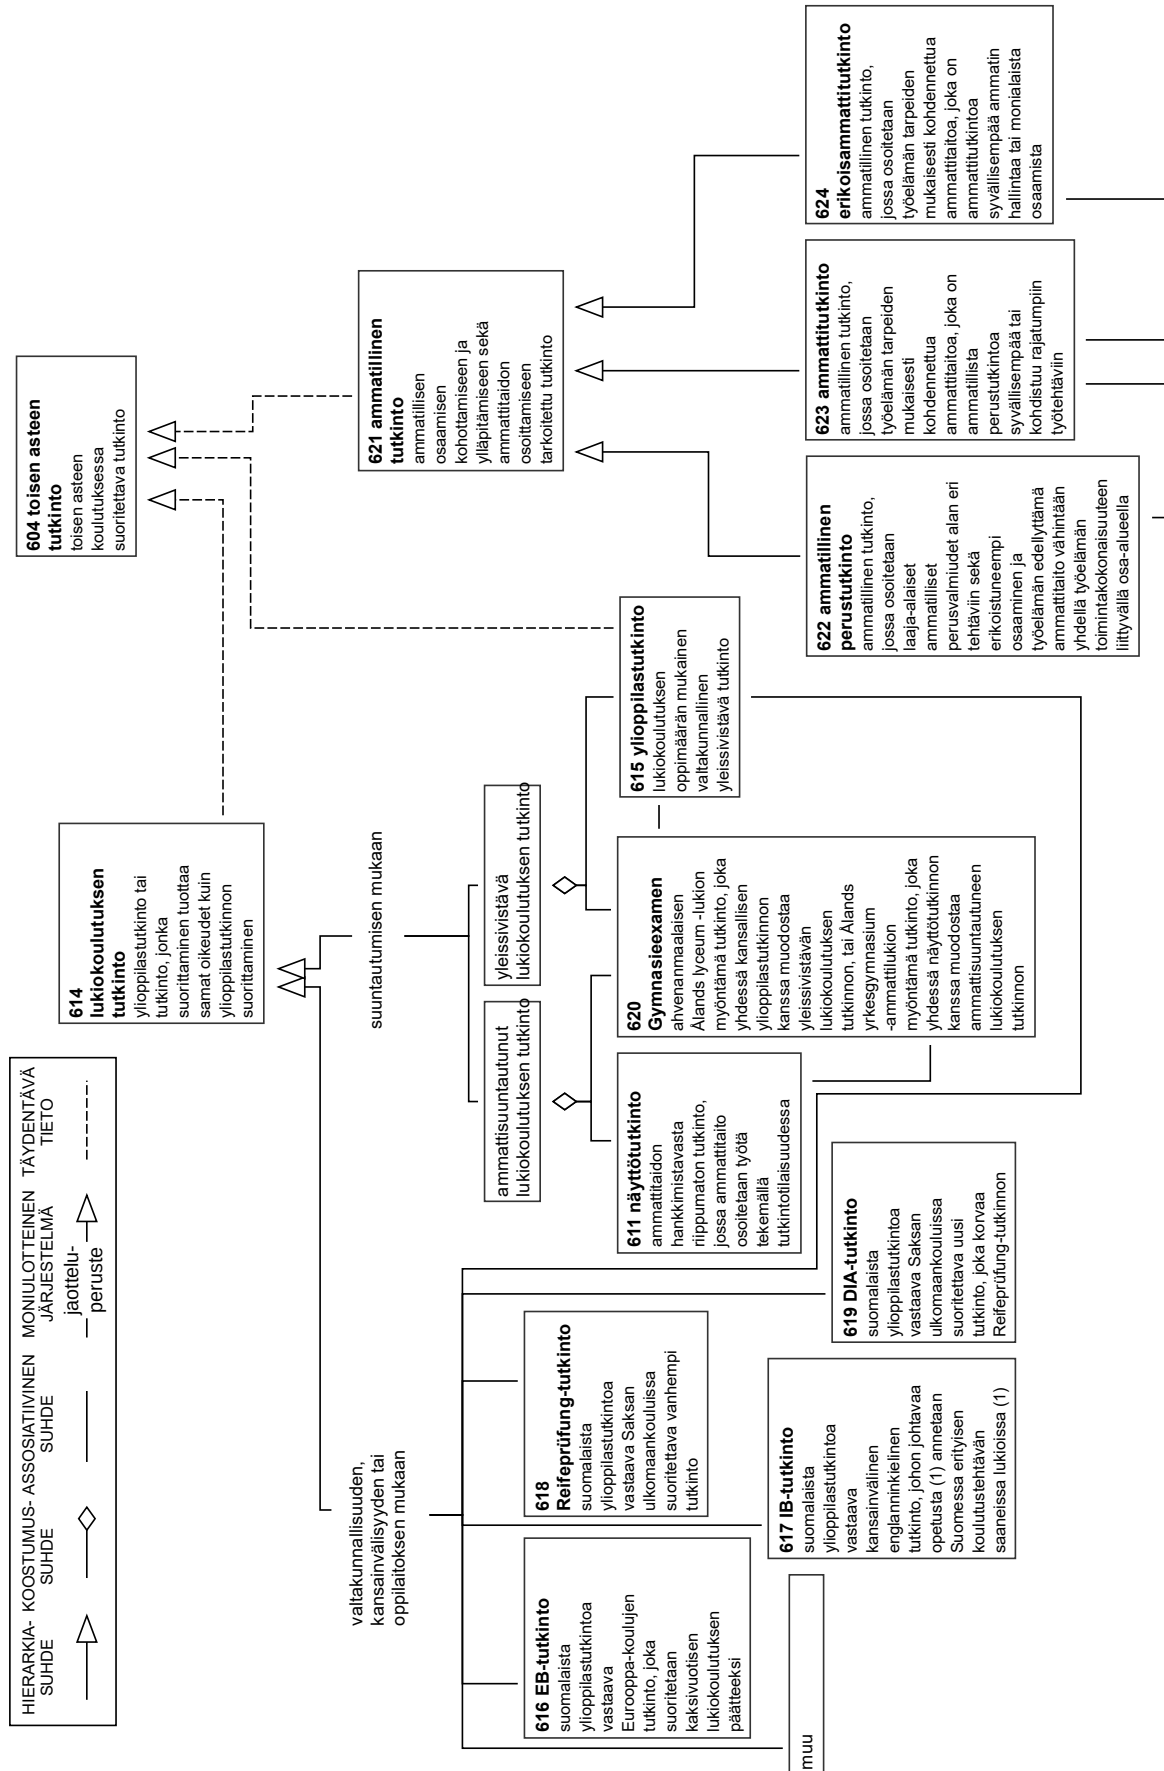 HIERARKIA- KOOSTUMUS- ASSOSIATIIVINEN MONIULOTTEINEN TÄYDENTÄVÄ
SUHDE SUHDE SUHDE JÄRJESTELMÄ TIETO
jaottelu-
peruste
604 toisen asteen
tutkinto
toisen asteen
koulutuksessa
suoritettava tutkinto
614
lukiokoulutuksen
tutkinto
ylioppilastutkinto tai
tutkinto, jonka
suorittaminen tuottaa
samat oikeudet kuin
ylioppilastutkinnon
suorittaminen
621 ammatillinen
tutkinto
ammatillisen
osaamisen
kohottamiseen ja
ylläpitämiseen sekä
ammattitaidon
osoittamiseen
tarkoitettu tutkinto
valtakunnallisuuden,
kansainvälisyyden tai
oppilaitoksen mukaan
suuntautumisen mukaan
ammattisuuntautunut
lukiokoulutuksen tutkinto
yleissivistävä
lukiokoulutuksen tutkinto
616 EB-tutkinto
suomalaista
ylioppilastutkintoa
vastaava
Eurooppa-koulujen
tutkinto, joka
suoritetaan
kaksivuotisen
lukiokoulutuksen
päätteeksi
618
Reifeprüfung-tutkinto
suomalaista
ylioppilastutkintoa
vastaava Saksan
ulkomaankouluissa
suoritettava vanhempi
tutkinto
611 näyttötutkinto
ammattitaidon
hankkimistavasta
riippumaton tutkinto,
jossa ammattitaito
osoitetaan työtä
tekemällä
tutkintotilaisuudessa
620
Gymnasieexamen
ahvenanmaalaisen
Ålands lyceum -lukion
myöntämä tutkinto, joka
yhdessä kansallisen
ylioppilastutkinnon
kanssa muodostaa
yleissivistävän
lukiokoulutuksen
tutkinnon, tai Ålands
yrkesgymnasium
-ammattilukion
myöntämä tutkinto, joka
yhdessä näyttötutkinnon
kanssa muodostaa
ammattisuuntautuneen
lukiokoulutuksen
tutkinnon
615 ylioppilastutkinto
lukiokoulutuksen
oppimäärän mukainen
valtakunnallinen
yleissivistävä tutkinto
muu
617 IB-tutkinto
suomalaista
ylioppilastutkintoa
vastaava
kansainvälinen
englanninkielinen
tutkinto, johon johtavaa
opetusta (1) annetaan
Suomessa erityisen
koulutustehtävän
saaneissa lukioissa (1)
619 DIA-tutkinto
suomalaista
ylioppilastutkintoa
vastaava Saksan
ulkomaankouluissa
suoritettava uusi
tutkinto, joka korvaa
Reifeprüfung-tutkinnon
622 ammatillinen
perustutkinto
ammatillinen tutkinto,
jossa osoitetaan
laaja-alaiset
ammatilliset
perusvalmiudet alan eri
tehtäviin sekä
erikoistuneempi
osaaminen ja
työelämän edellyttämä
ammattitaito vähintään
yhdellä työelämän
toimintakokonaisuuteen
liittyvällä osa-alueella
623 ammattitutkinto
ammatillinen tutkinto,
jossa osoitetaan
työelämän tarpeiden
mukaisesti
kohdennettua
ammattitaitoa, joka on
ammatillista
perustutkintoa
syvällisempää tai
kohdistuu rajatumpiin
työtehtäviin
624
erikoisammattitutkinto
ammatillinen tutkinto,
jossa osoitetaan
työelämän tarpeiden
mukaisesti kohdennettua
ammattitaitoa, joka on
ammattitutkintoa
syvällisempää ammatin
hallintaa tai monialaista
osaamista